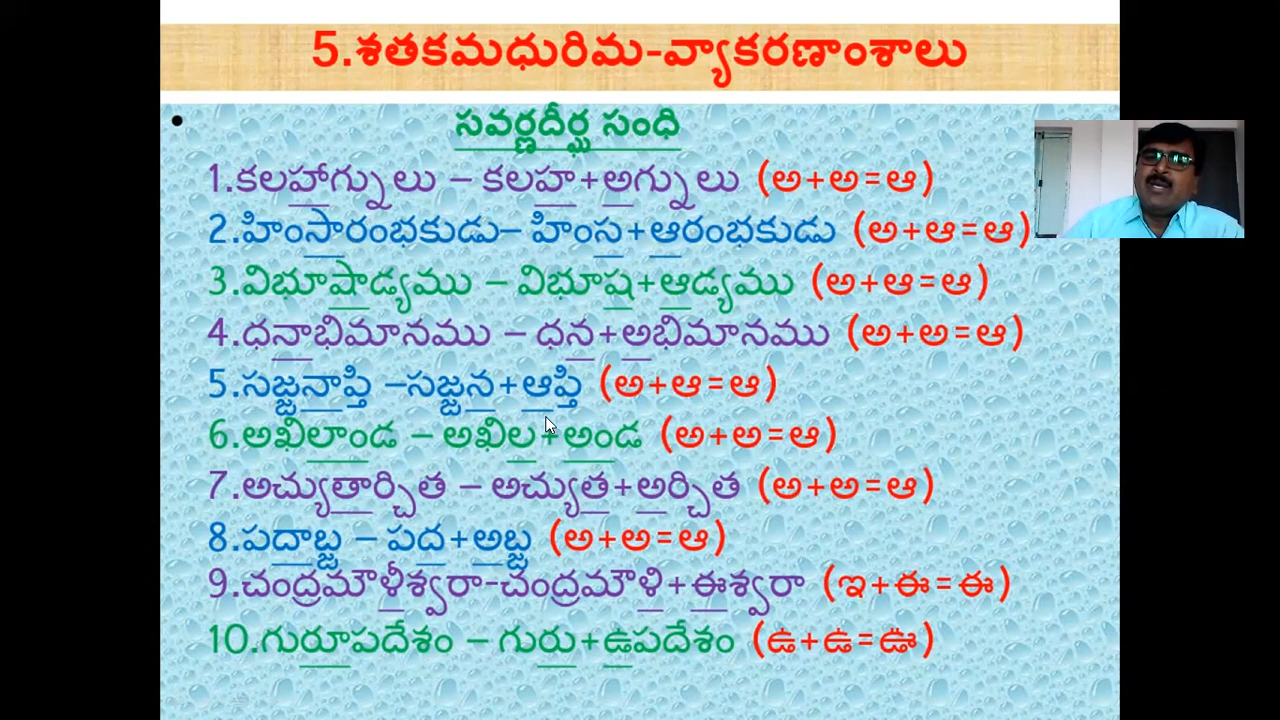 5.శతకమధురిమ-వ్యాకరణాంశాలు
సవర్ణదీర్ఘ సంధి
1.కలహాగ్నులు – కలహ+అగ్నులు (అ+అ=ఆ)
2.హింసారంభకుడు– హింస+ఆరంభకుడు (అ+ఆ=ఆ)
3.విభూషాడ్యము – విభూష+ఆడ్యము (అ+ఆ=ఆ)
4.ధనాభిమానము – ధన+అభిమానము (అ+అ=ఆ)
5.సజ్జనాప్తి –సజ్జన+ఆప్తి (అ+ఆ=ఆ)
6.అఖిలాండ – అఖిల+అండ (అ+అ=ఆ)
7.అచ్యుతార్చిత – అచ్యుత+అర్చిత (అ+అ=ఆ)
8.పదాబ్జ – పద+అబ్జ (అ+అ=ఆ)
9.చంద్రమౌళీశ్వరా-చంద్రమౌళి+ఈశ్వరా (ఇ+ఈ=ఈ)
10.గురూపదేశం – గురు+ఉపదేశం (ఉ+ఉ=ఊ)